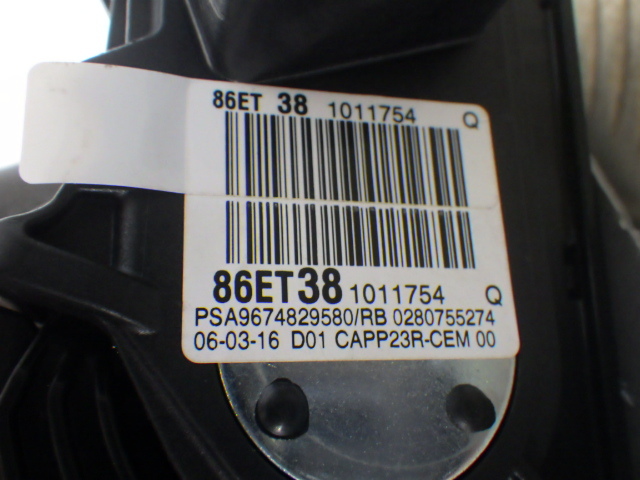 86ET 38 1011754 Q
86ET38 1011754 Q
PSA9674829580/RB 0280755274
06-03-16 D01 CAPP23R-CEM 00